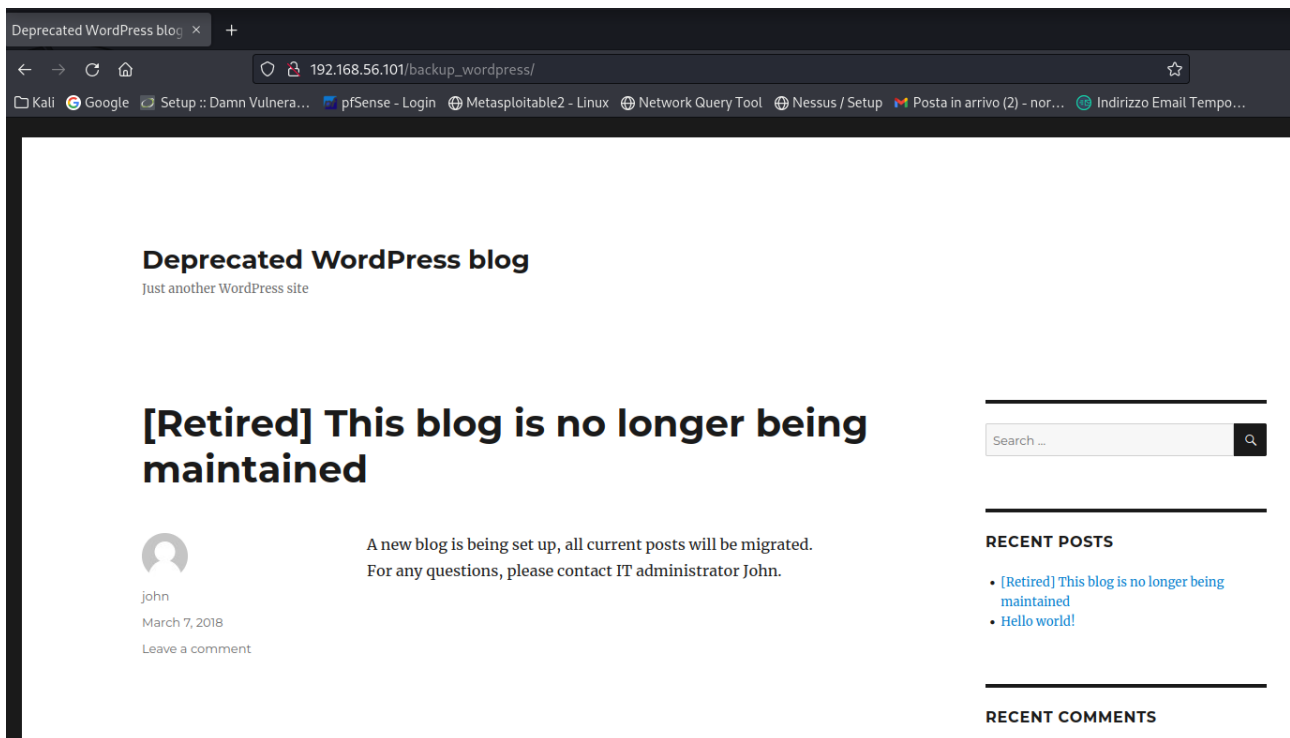 Deprecated WordPress blog
192.168.56.101/backup_wordpress/
Kali Google Setup :: Damn Vulnera... pfSense - Login Metasploitable2 - Linux Network Query Tool Nessus / Setup Posta in arrivo (2) - nor... Indirizzo Email Tempo...
Deprecated WordPress blog
Just another WordPress site
[Retired] This blog is no longer being
maintained
john
March 7, 2018
Leave a comment
A new blog is being set up, all current posts will be migrated.
For any questions, please contact IT administrator John.
Search ...
RECENT POSTS
[Retired] This blog is no longer being
maintained
Hello world!
RECENT COMMENTS